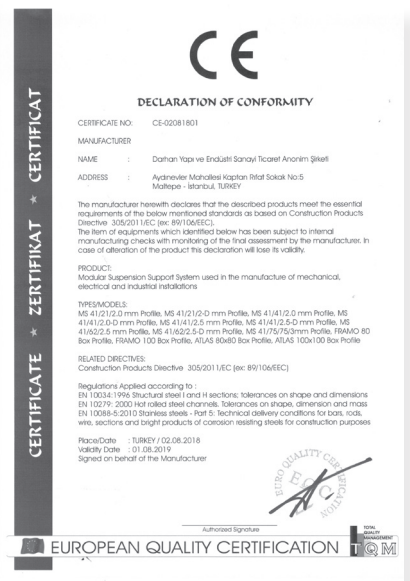 CE
DECLARATION OF CONFORMITY
CERTIFICATE NO: CE-02081801
MANUFACTURER
NAME : Darhan Yapı ve Endüstri Sanayi Ticaret Anonim Şirketi
ADDRESS : Aydınevler Mahallesi Kaptan Rıfat Sokak No:5
Maltepe - İstanbul, TURKEY
The manufacturer herewith declares that the described products meet the essential
requirements of the below mentioned standards as based on Construction Products
Directive 305/2011/EC (ex: 89/106/EEC).
The item of equipments which identified below has been subject to internal
manufacturing checks with monitoring of the final assessment by the manufacturer. In
case of alteration of the product this declaration will lose its validity.
PRODUCT:
Modular Suspension Support System used in the manufacture of mechanical,
electrical and industrial installations
TYPES/MODELS:
MS 41/21/2.0 mm Profile, MS 41/21/2-D mm Profile, MS 41/41/2.0 mm Profile, MS
41/41/2.0-D mm Profile, MS 41/41/2.5 mm Profile, MS 41/41/2.5-D mm Profile, MS
41/62/2.5 mm Profile, MS 41/62/2.5-D mm Profile, MS 41/75/75/3mm Profile. FRAMO 80
Box Profile, FRAMO 100 Box Profile, ATLAS 80x80 Box Profile, ATLAS 100x100 Box Profile
RELATED DIRECTIVES:
Construction Products Directive 305/2011/EC (ex: 89/106/EEC)
Regulations Applied according to :
EN 10034:1996 Structural steel I and H sections; tolerances on shape and dimensions
EN 10279: 2000 Hot rolled steel channels. Tolerances on shape, dimension and mass
EN 10088-5:2010 Stainless steels - Part 5: Technical delivery conditions for bars, rods,
wire, sections and bright products of corrosion resisting steels for construction purposes
Place/Date : TURKEY / 02.08.2018
Validity Date : 01.08.2019
Signed on behalf of the Manufacturer
EURO QUALITY
EQC
Authorized Signature
EUROPEAN QUALITY CERTIFICATION
TOTAL
QUALITY
MANAGEMENT
TQM
CERTIFICATE ★ ZERTIFIKAT ★ CERTIFICAT